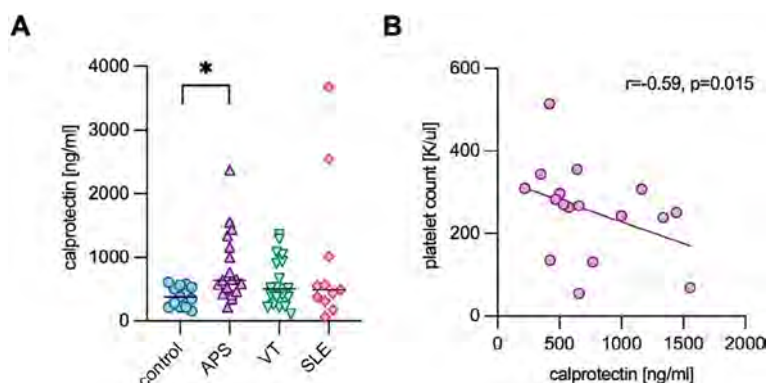 A
*
calprotectin [ng/ml]
4000
3000
2000
1000
0
control
APS
VT
SLE
B
r=-0.59, p=0.015
platelet count [K/ul]
600
400
200
0
0
500
1000
1500
2000
calprotectin [ng/ml]